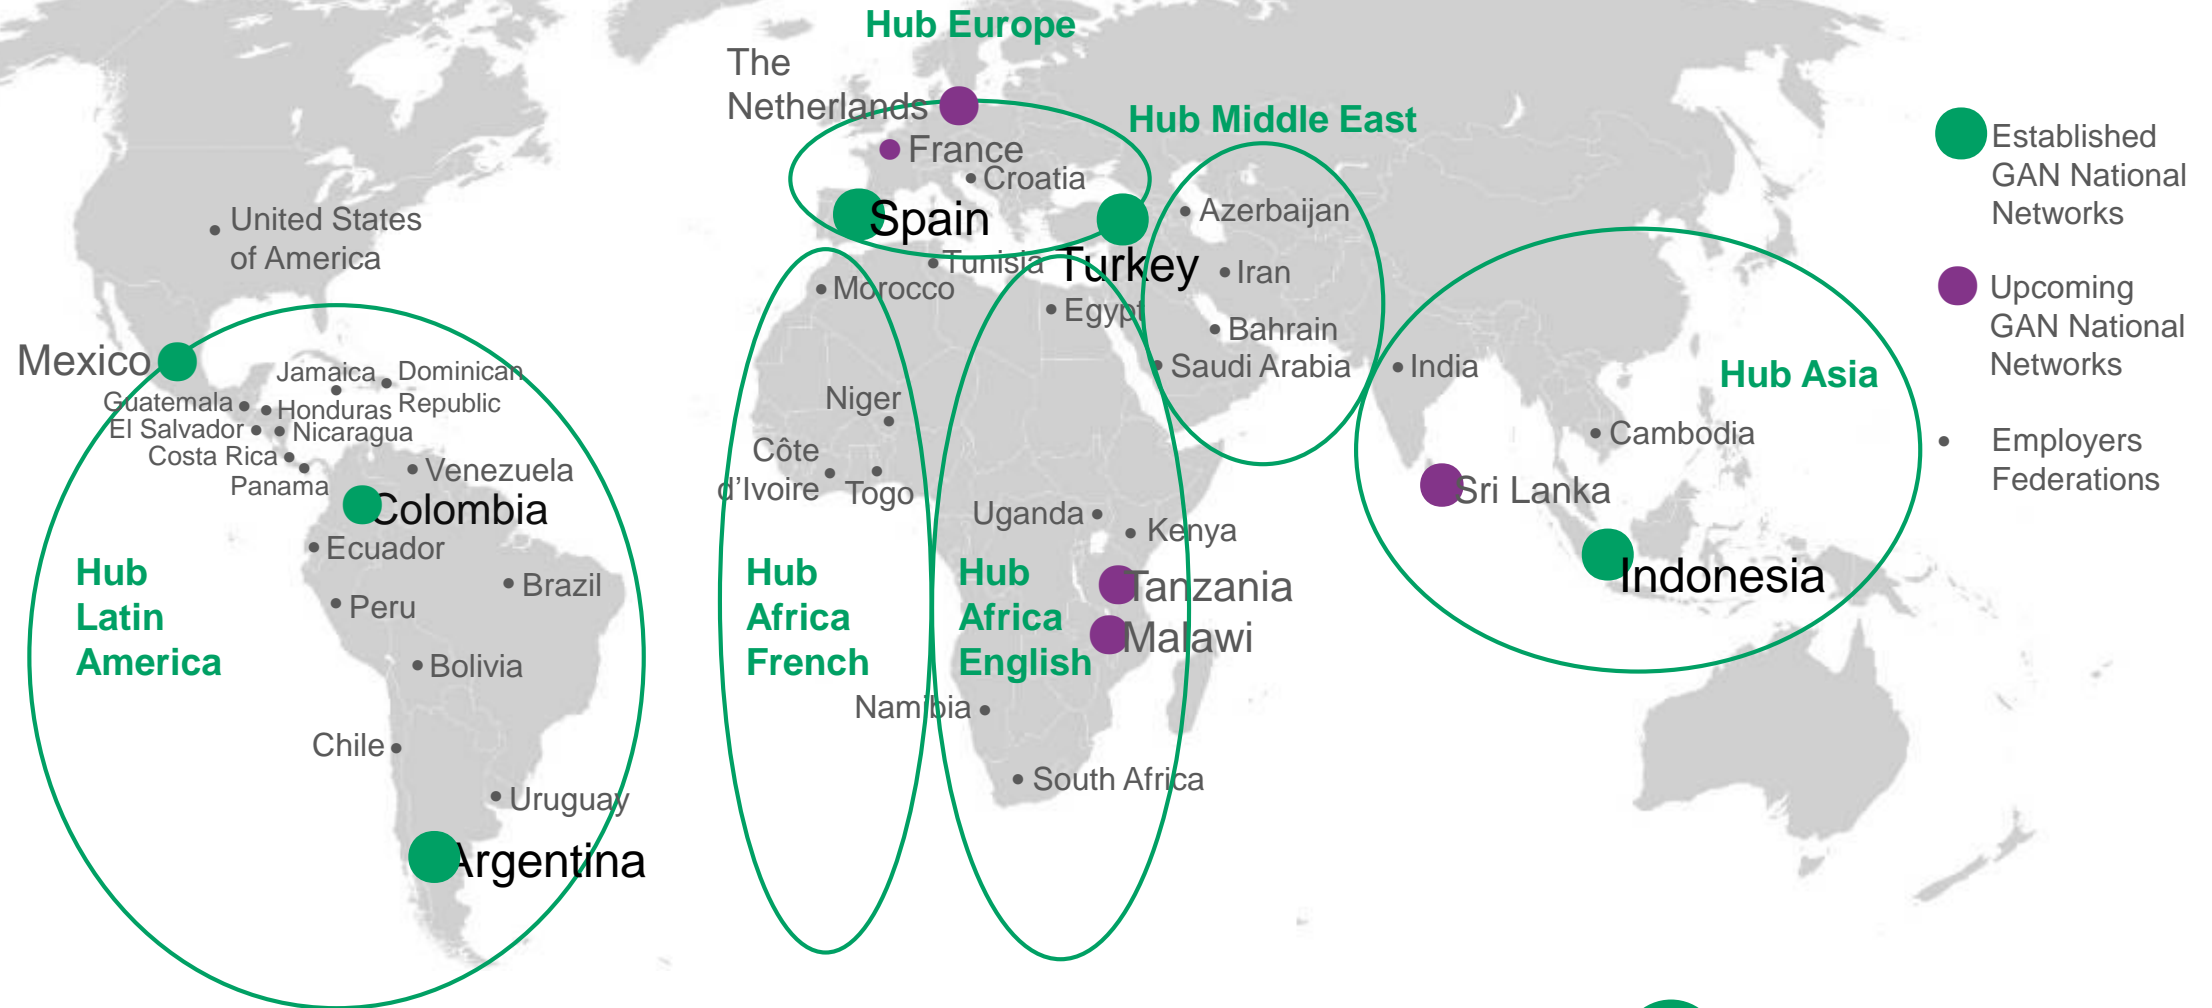 Hub Europe
The
Netherlands
France
Croatia
Spain
Turkey
Hub Middle East
Azerbaijan
Iran
Bahrain
Saudi Arabia
Established
GAN National
Networks
Upcoming
GAN National
Networks
Employers
Federations
United States
of America
Mexico
Jamaica
Dominican
Republic
Guatemala
Honduras
El Salvador
Nicaragua
Costa Rica
Panama
Venezuela
Colombia
Ecuador
Brazil
Peru
Bolivia
Chile
Uruguay
Argentina
Hub
Latin
America
Tunisia
Morocco
Egypt
Niger
Côte
d'Ivoire
Togo
Hub
Africa
French
Uganda
Kenya
Tanzania
Malawi
Hub
Africa
English
Namibia
South Africa
India
Hub Asia
Cambodia
Sri Lanka
Indonesia